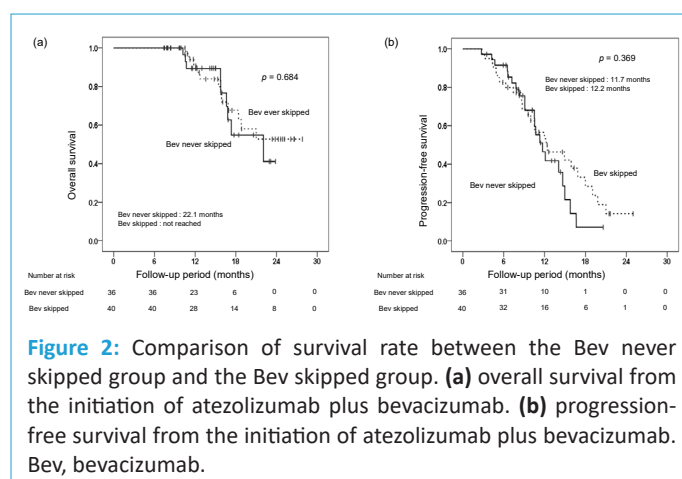 (a)
1.0
0.8
0.6
0.4
0.2
0.0
Overall survival
p = 0.684
Bev ever skipped
Bev never skipped
Bev never skipped : 22.1 months
Bev skipped : not reached
0 6 12 18 24 30
Number at risk
Follow-up period (months)
Bev never skipped 36 36 23 6 0 0
Bev skipped 40 40 28 14 8 0
(b)
1.0
0.8
0.6
0.4
0.2
0.0
Progression-free survival
p = 0.369
Bev never skipped : 11.7 months
Bev skipped : 12.2 months
Bev skipped
Bev never skipped
0 6 12 18 24 30
Number at risk
Follow-up period (months)
Bev never skipped 36 31 10 1 0 0
Bev skipped 40 32 16 6 1 0
Figure 2: Comparison of survival rate between the Bev never
skipped group and the Bev skipped group. (a) overall survival from
the initiation of atezolizumab plus bevacizumab. (b) progression-
free survival from the initiation of atezolizumab plus bevacizumab.
Bev, bevacizumab.